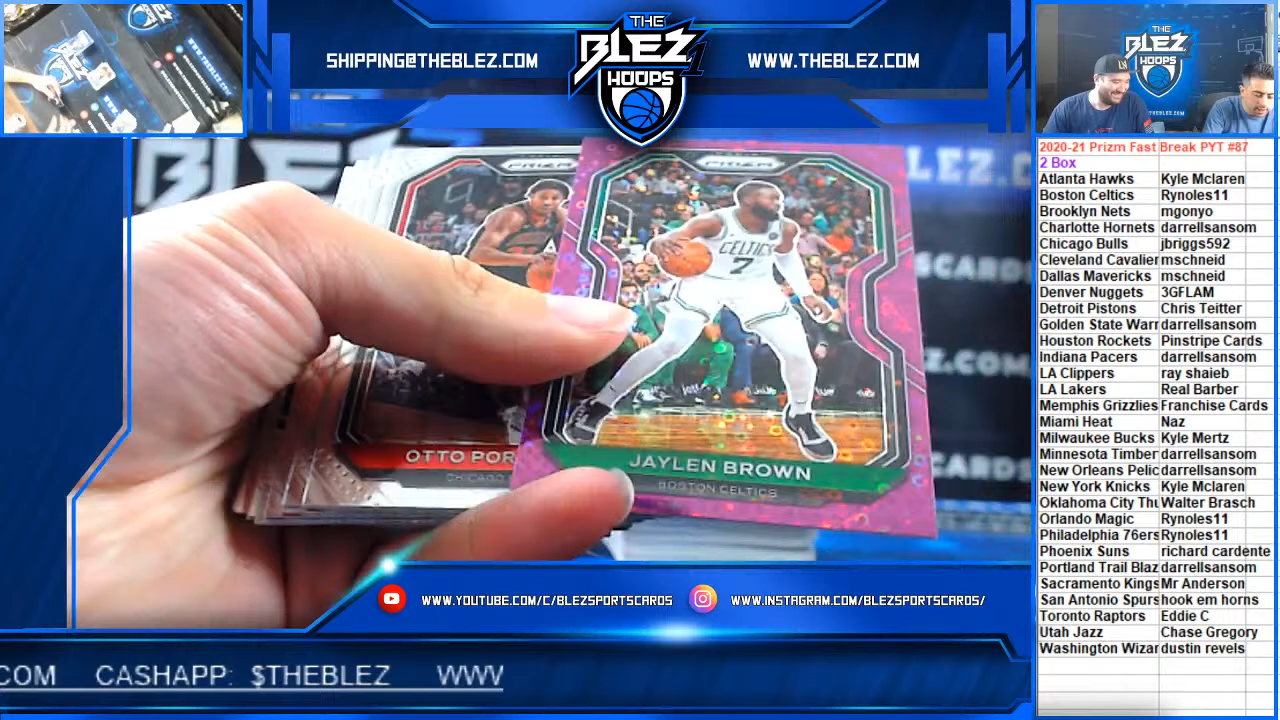 SHIPPING@THEBLEZ.COM
THE
BLEZ
HOOPS
WWW.THEBLEZ.COM
THE
BLEZ
HOOPS
BLEZ
PRIZM
PRIZM
CELTICS
7
OTTO POR
CHICAGO
JAYLEN BROWN
BOSTON CELTICS
2020-21 Prizm Fast Break PYT #87
2 Box
Atlanta Hawks Kyle Mclaren
Boston Celtics Rynoles11
Brooklyn Nets mgonyo
Charlotte Hornets darrellsansom
Chicago Bulls jbriggs592
Cleveland Cavalier mschneid
Dallas Mavericks mschneid
Denver Nuggets 3GFLAM
Detroit Pistons Chris Teitter
Golden State Warr darrellsansom
Houston Rockets Pinstripe Cards
Indiana Pacers darrellsansom
LA Clippers ray shaieb
LA Lakers Real Barber
Memphis Grizzlies Franchise Cards
Miami Heat Naz
Milwaukee Bucks Kyle Mertz
Minnesota Timber darrellsansom
New Orleans Pelic darrellsansom
New York Knicks Kyle Mclaren
Oklahoma City Thu Walter Brasch
Orlando Magic Rynoles11
Philadelphia 76ers Rynoles11
Phoenix Suns richard cardente
Portland Trail Blaz darrellsansom
Sacramento Kings Mr Anderson
San Antonio Spurs hook em horns
Toronto Raptors Eddie C
Utah Jazz Chase Gregory
Washington Wizar dustin revels
WWW.YOUTUBE.COM/C/BLEZSPORTSCARDS
WWW.INSTAGRAM.COM/BLEZSPORTSCARDS/
COM CASHAPP: $THEBLEZ WWW